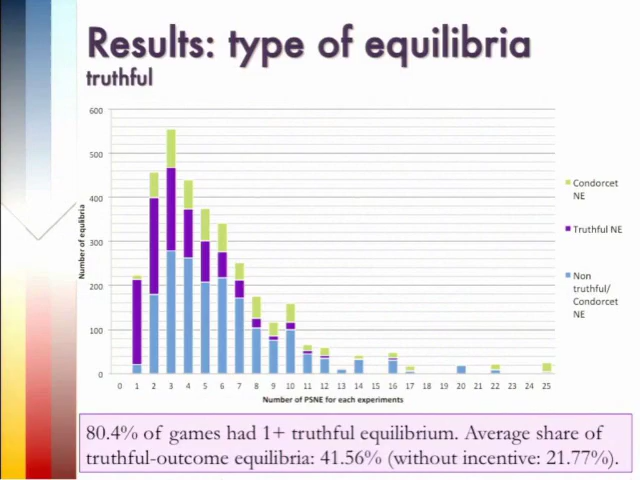 Results: type of equilibria
truthful
600
500
400
300
200
100
0
Number of equilibria
0 1 2 3 4 5 6 7 8 9 10 11 12 13 14 15 16 17 18 19 20 21 22 23 24 25
Number of PSNE for each experiments
Condorcet
NE
Truthful NE
Non
truthful/
Condorcet
NE
80.4% of games had 1+ truthful equilibrium. Average share of
truthful-outcome equilibria: 41.56% (without incentive: 21.77%).